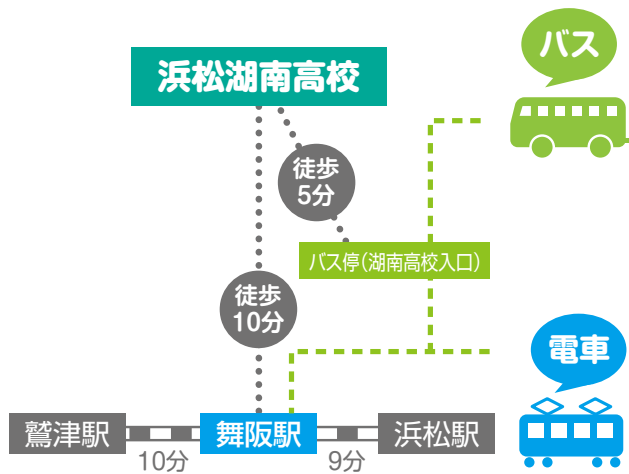 バス
浜松湖南高校
徒歩
5分
バス停(湖南高校入口)
徒歩
10分
電車
鷲津駅
舞阪駅
浜松駅
10分
9分